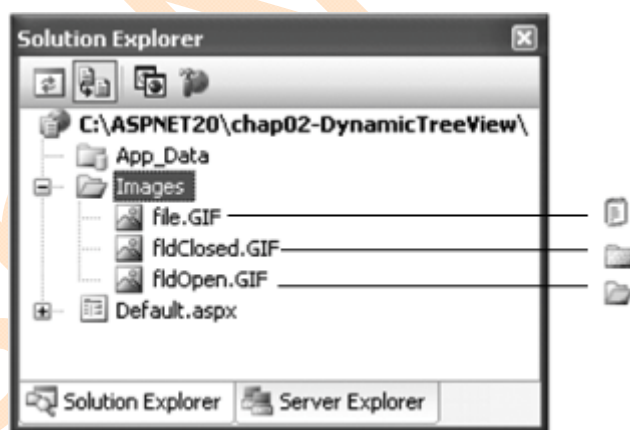 Solution Explorer
C:\ASPNET20\chap02-DynamicTreeView\
App_Data
Images
file.GIF
fldClosed.GIF
fldOpen.GIF
Default.aspx
Solution Explorer
Server Explorer